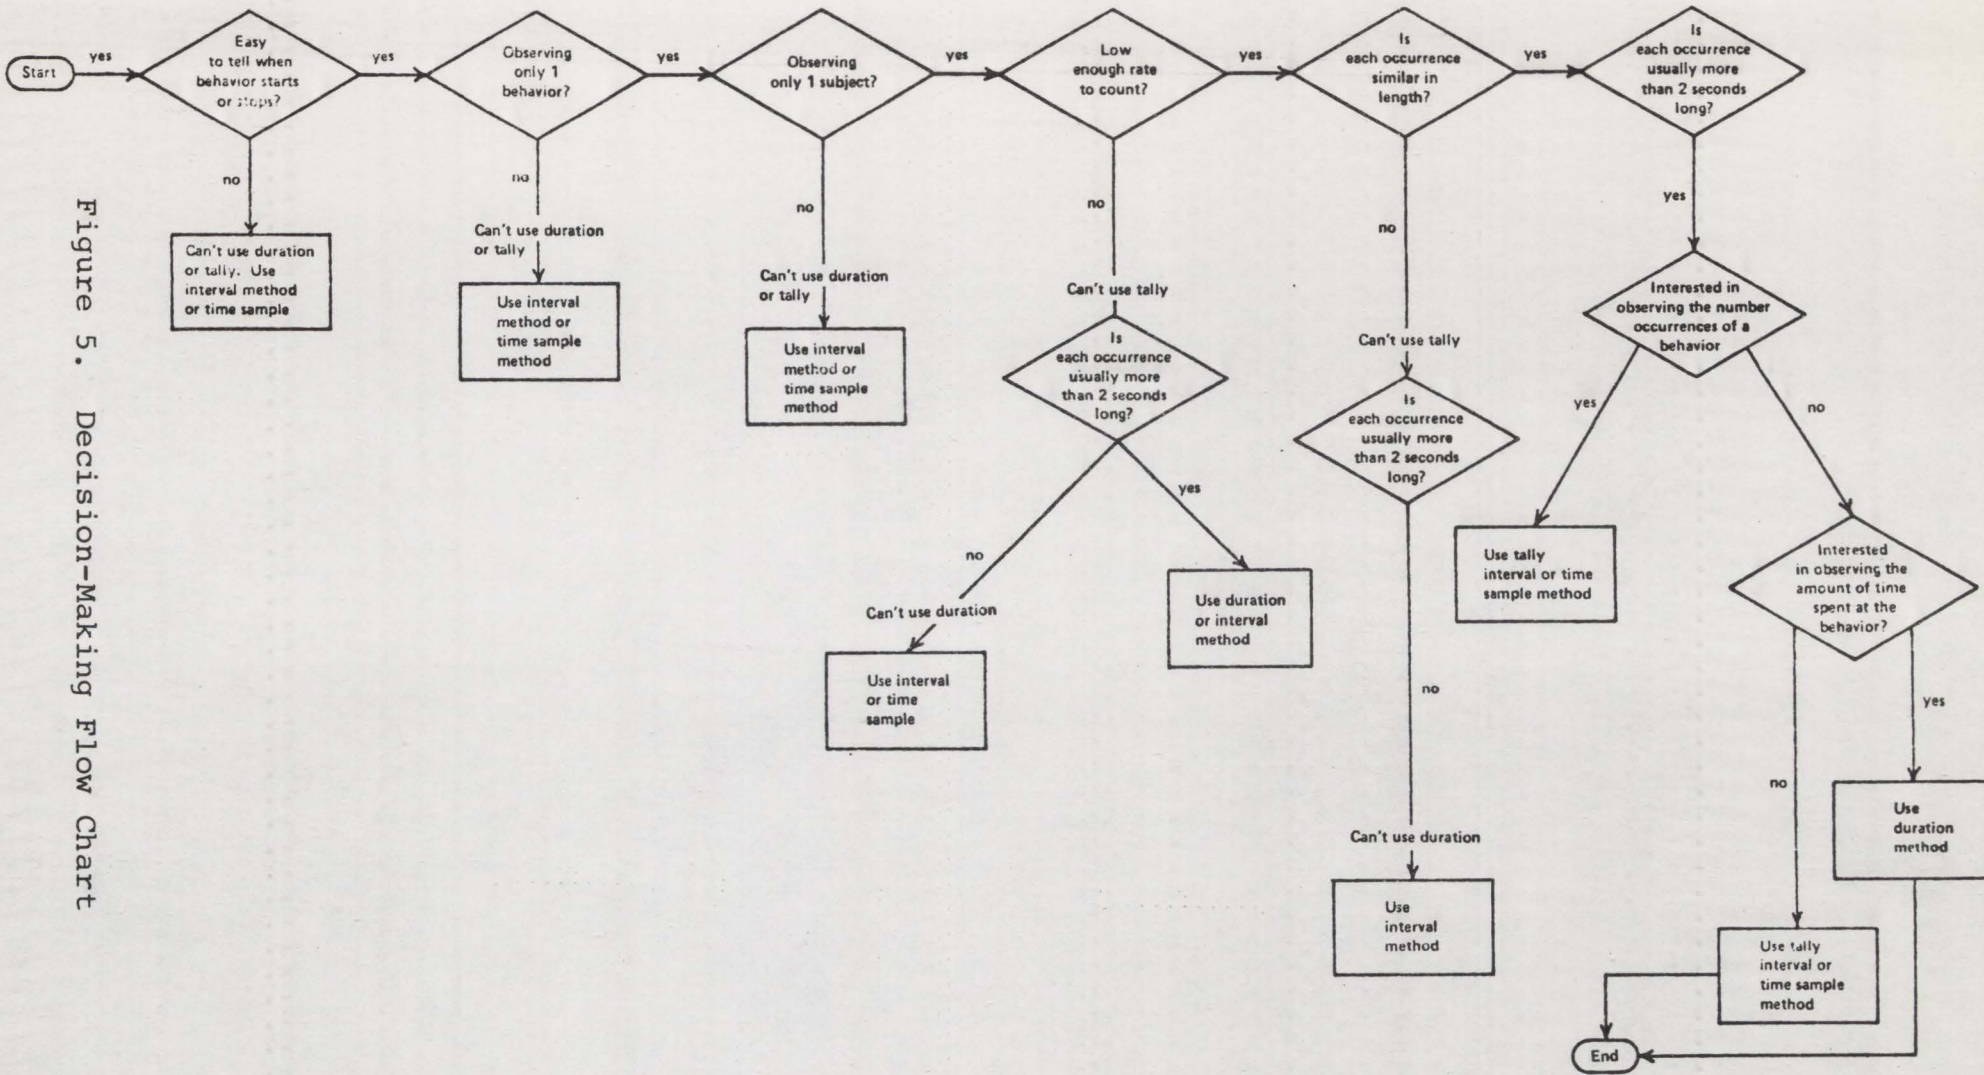 Start
yes
Easy
to tell when
behavior starts
or stops?
yes
Observing
only 1
behavior?
yes
Observing
only 1 subject?
yes
Low
enough rate
to count?
yes
Is
each occurrence
similar in
length?
yes
Is
each occurrence
usually more
than 2 seconds
long?
no
Can't use duration
or tally. Use
interval method
or time sample
no
Can't use duration
or tally
Use interval
method or
time sample
method
no
Can't use duration
or tally
Use interval
method or
time sample
method
no
Can't use tally
Is
each occurrence
usually more
than 2 seconds
long?
no
Can't use duration
Use interval
or time
sample
yes
Use duration
or interval
method
no
Can't use tally
Is
each occurrence
usually more
than 2 seconds
long?
no
Can't use duration
Use
interval
method
yes
Interested in
observing the number
occurrences of a
behavior
yes
Use tally
interval or time
sample method
no
Interested
in observing the
amount of time
spent at the
behavior?
no
Use tally
interval or
time sample
method
yes
Use
duration
method
End
Figure 5. Decision-Making Flow Chart